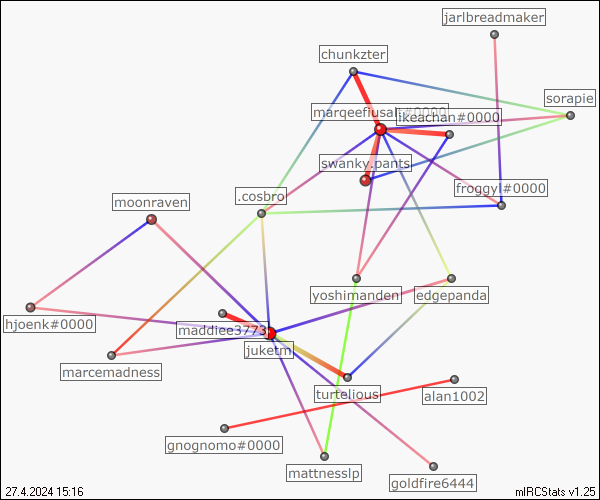 jarlbreadmaker
chunkzter
sorapie
marqeefiusali#0000
ikeachan#0000
swanky.pants
froggyl#0000
.cosbro
moonraven
yoshimanden
edgepanda
hjoenk#0000
maddiee3773
juketm
marcemadness
turtelious
alan1002
gnognomo#0000
mattnesslp
goldfire6444
27.4.2024 15:16
mIRCStats v1.25